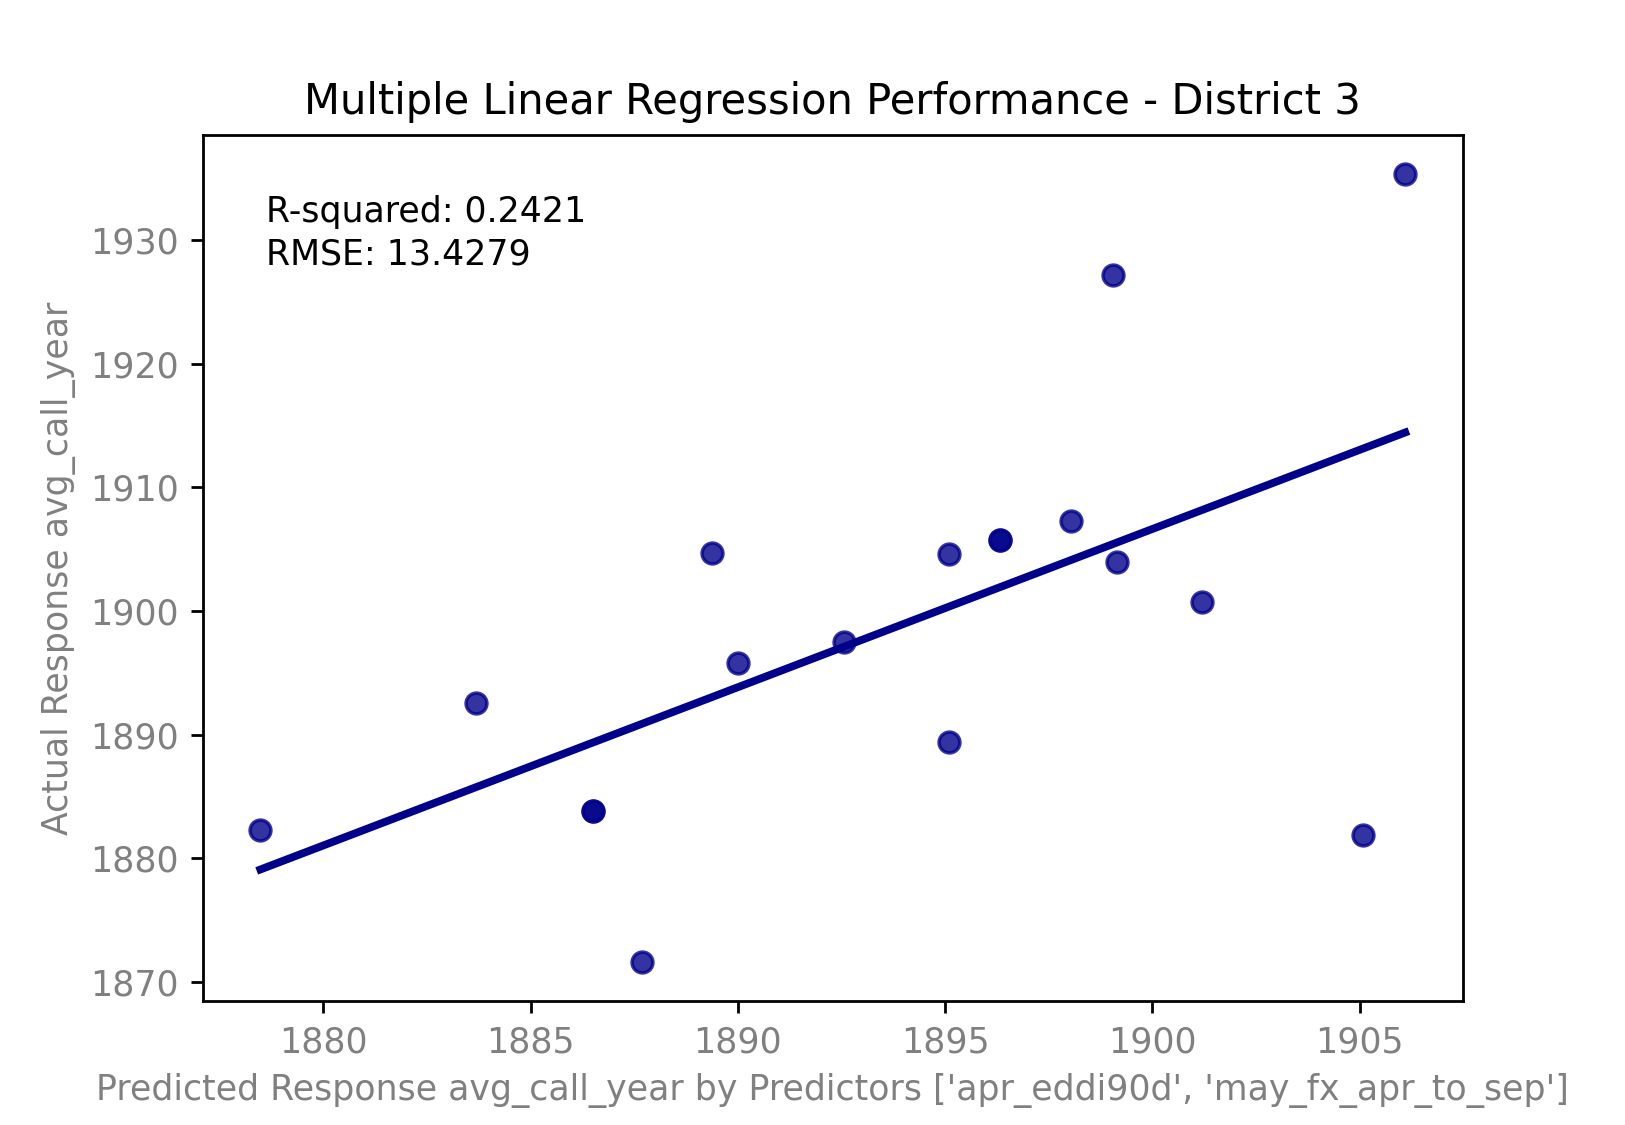 Multiple Linear Regression Performance - District 3
R-squared: 0.2421
RMSE: 13.4279
Actual Response avg_call_year
1930
1920
1910
1900
1890
1880
1870
1880 1885 1890 1895 1900 1905
Predicted Response avg_call_year by Predictors ['apr_eddi90d', 'may_fx_apr_to_sep']